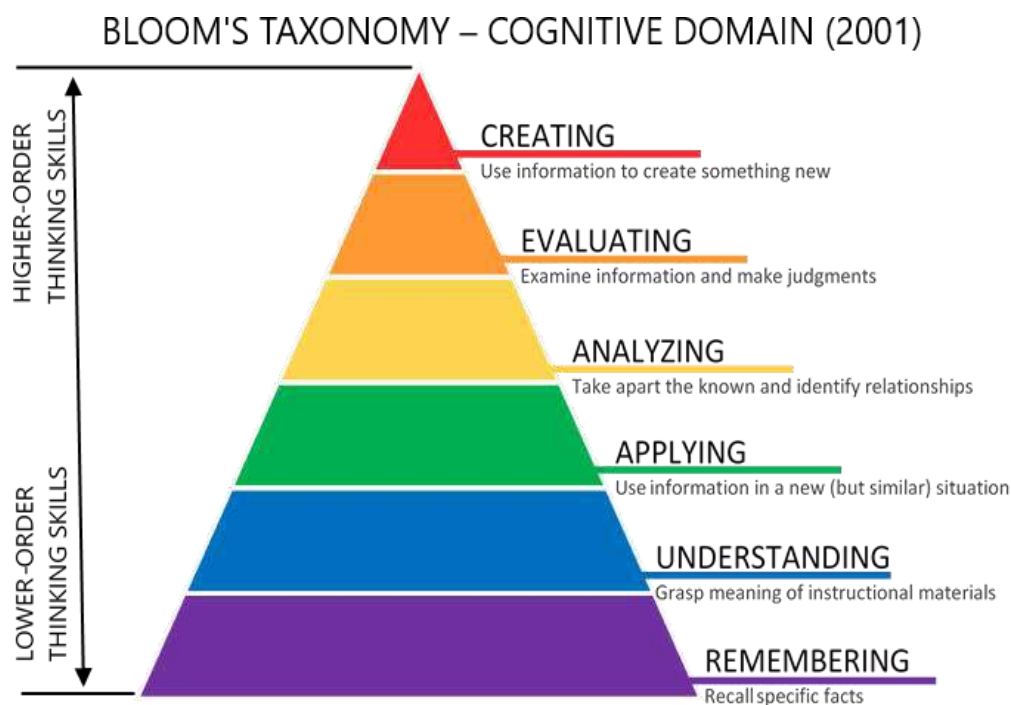 BLOOM'S TAXONOMY – COGNITIVE DOMAIN (2001)
HIGHER-ORDER
THINKING SKILLS
LOWER-ORDER
THINKING SKILLS
CREATING
Use information to create something new
EVALUATING
Examine information and make judgments
ANALYZING
Take apart the known and identify relationships
APPLYING
Use information in a new (but similar) situation
UNDERSTANDING
Grasp meaning of instructional materials
REMEMBERING
Recall specific facts